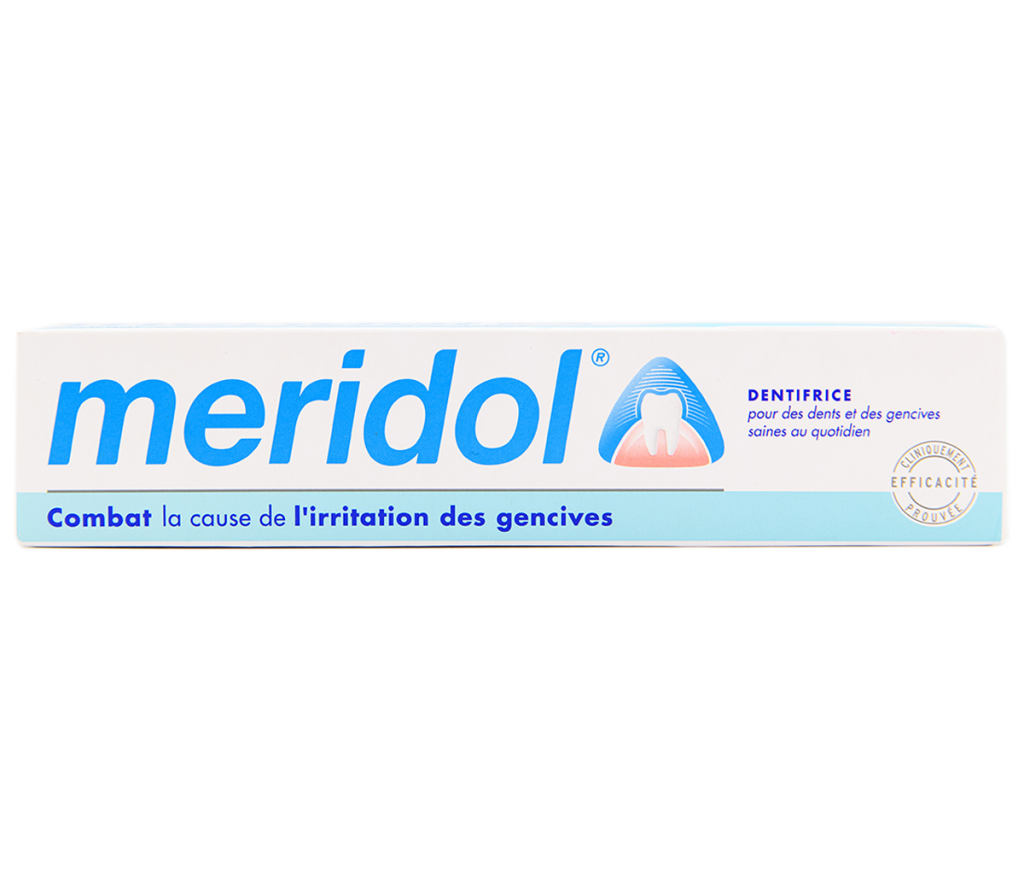 meridol®
DENTIFRICE
pour des dents et des gencives
saines au quotidien
CLINIQUEMENT
EFFICACITÉ
PROUVÉE
Combat la cause de l'irritation des gencives